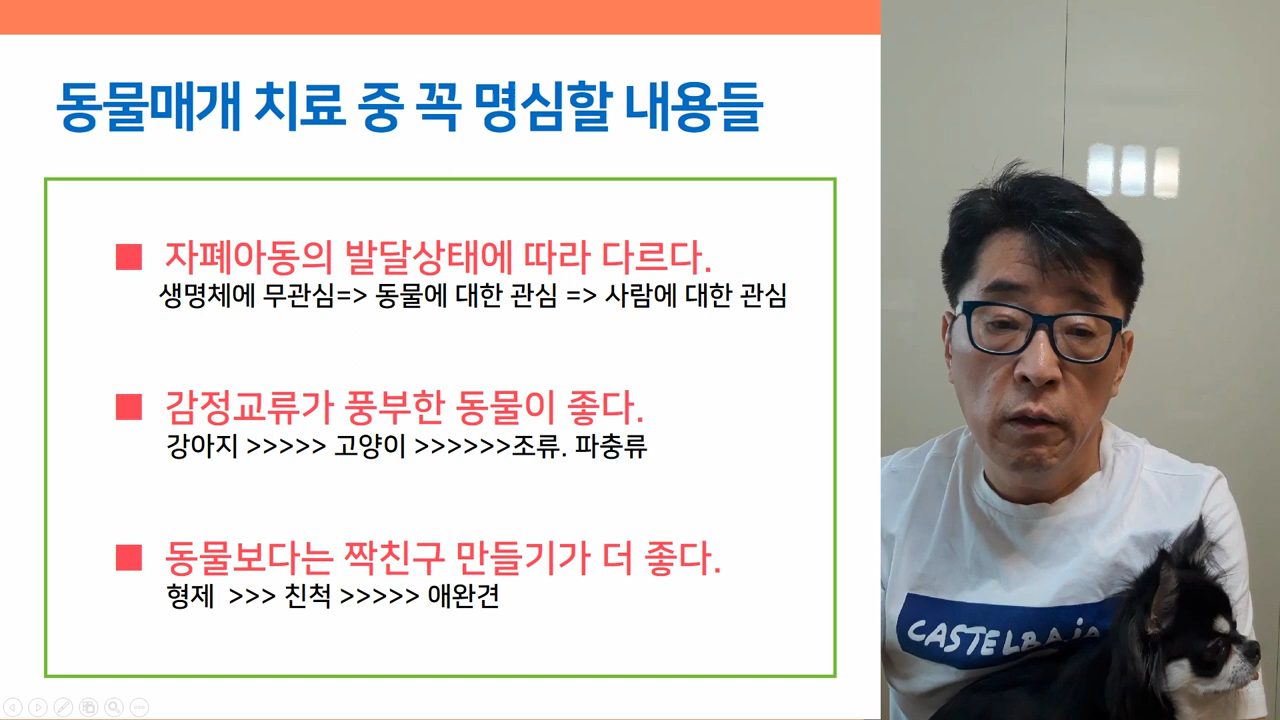 동물매개 치료 중 꼭 명심할 내용들
■ 자폐아동의 발달상태에 따라 다르다.
생명체에 무관심=> 동물에 대한 관심 => 사람에 대한 관심
■ 감정교류가 풍부한 동물이 좋다.
강아지 >>>>> 고양이 >>>>>>조류. 파충류
■ 동물보다는 짝친구 만들기가 더 좋다.
형제 >>> 친척 >>>>> 애완견
CASTELBAJA